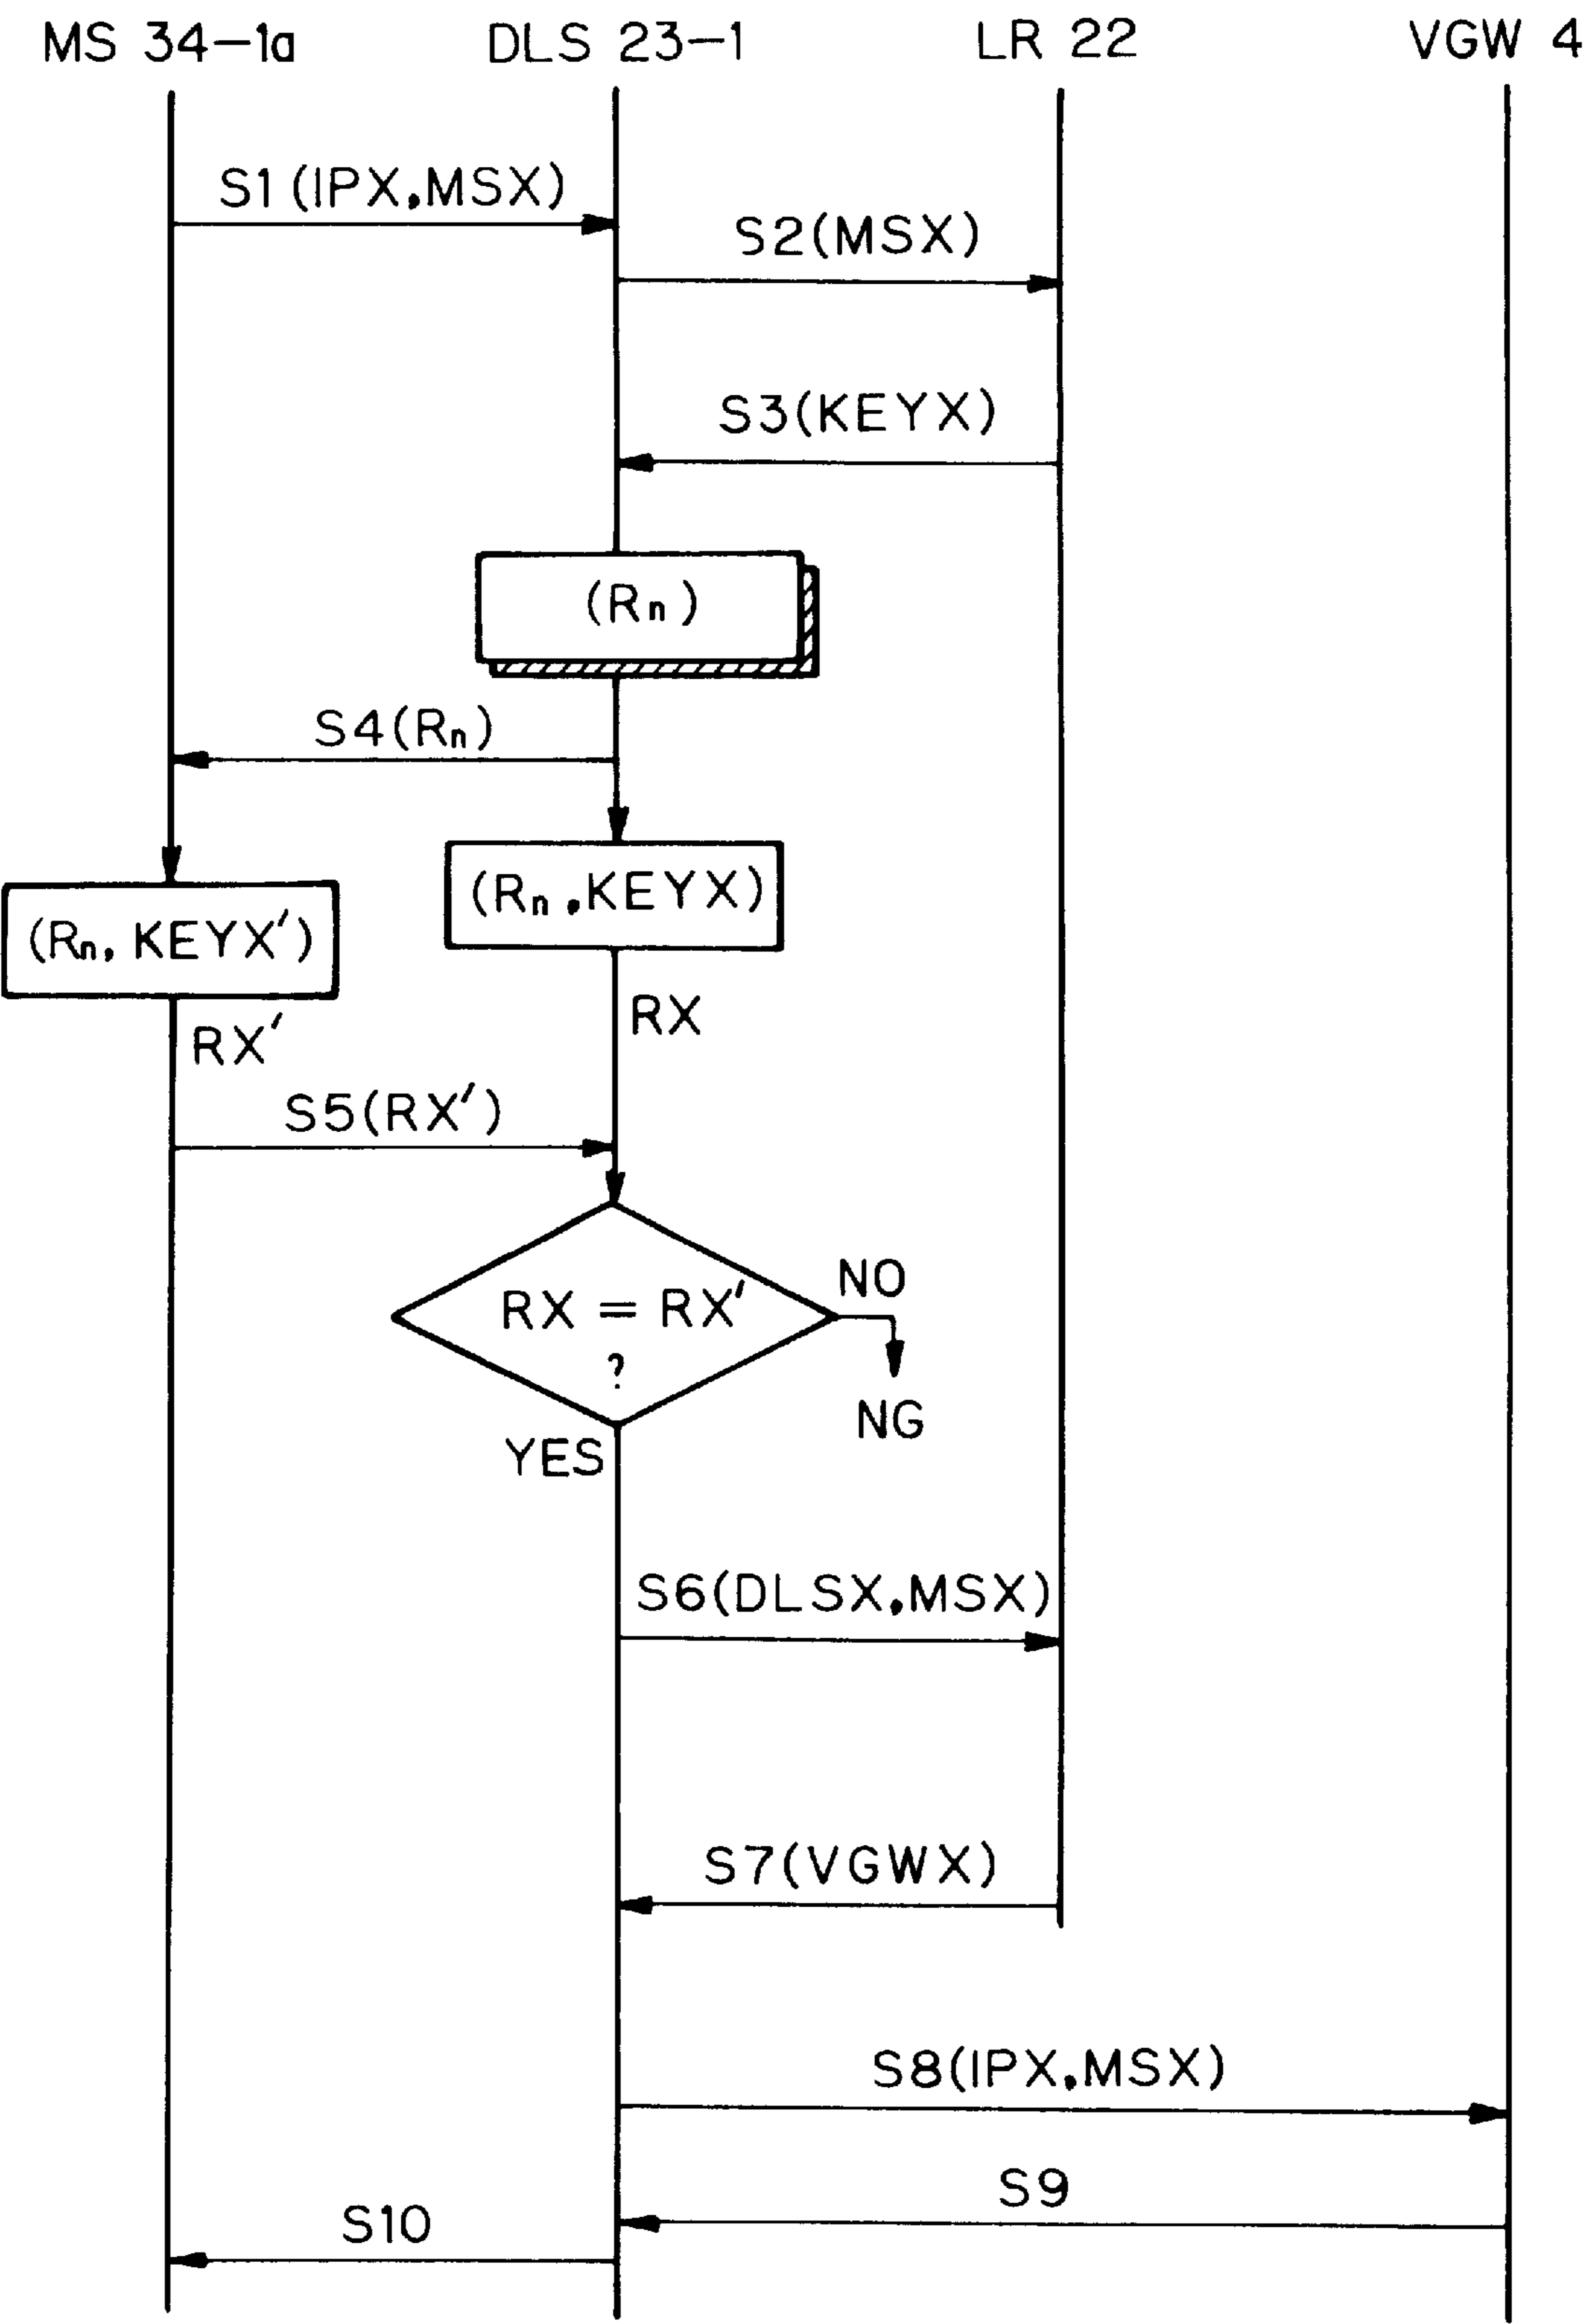 MS 34-1a DLS 23-1 LR 22 VGW 4
S1(IPX,MSX)
S2(MSX)
S3(KEYX)
(Rn)
S4(Rn)
(Rn,KEYX)
(Rn,KEYX')
RX
RX'
S5(RX')
NO
RX = RX'
?
NG
YES
S6(DLSX,MSX)
S7(VGWX)
S8(IPX,MSX)
S9
S10